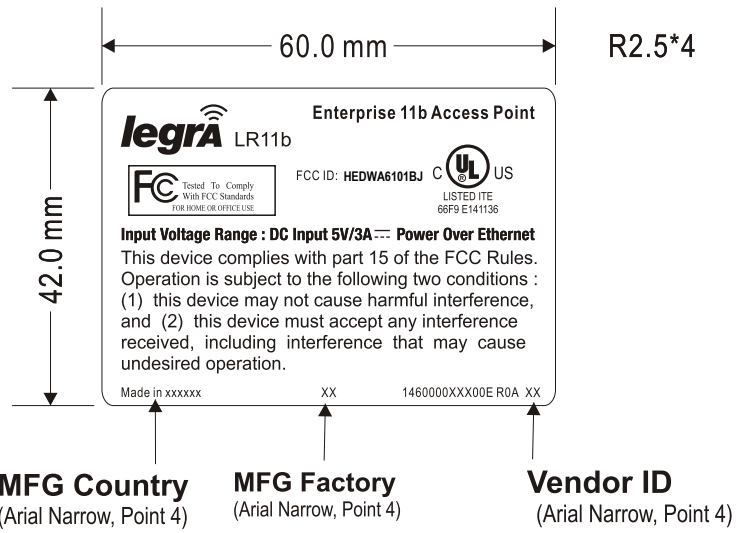 60.0 mm
R2.5*4
42.0 mm
legrA LR11b
Enterprise 11b Access Point
FC Tested To Comply
With FCC Standards
FOR HOME OR OFFICE USE
FCC ID: HEDWA6101BJ
C UL US
®
LISTED ITE
66F9 E141136
Input Voltage Range : DC Input 5V/3A⎓ Power Over Ethernet
This device complies with part 15 of the FCC Rules.
Operation is subject to the following two conditions :
(1) this device may not cause harmful interference,
and (2) this device must accept any interference
received, including interference that may cause
undesired operation.
Made in xxxxxx XX 1460000XXX00E R0A XX
MFG Country
(Arial Narrow, Point 4)
MFG Factory
(Arial Narrow, Point 4)
Vendor ID
(Arial Narrow, Point 4)